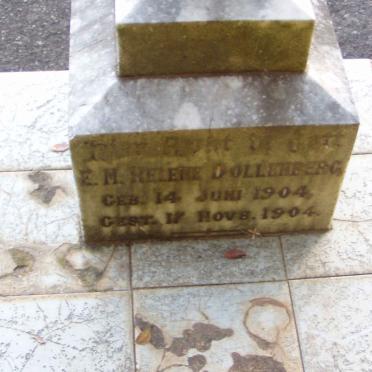 Hier Ruht in Gott
E. M. HELENE DOLLENBERG
GEB. 14 JUNI 1904,
GEST. 17 NOVB. 1904.